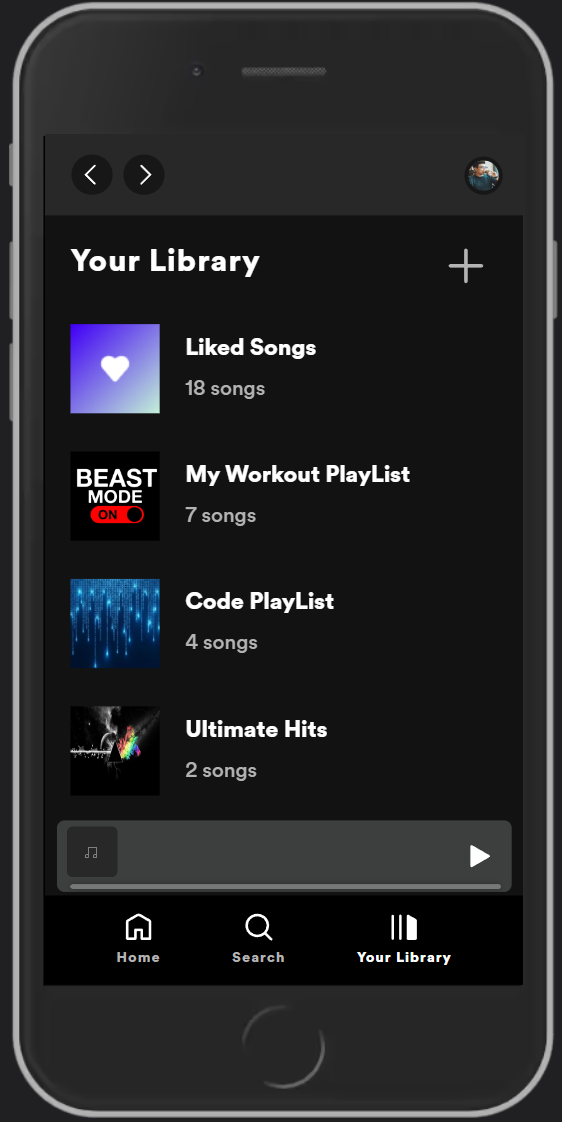 Your Library
Liked Songs
18 songs
BEAST
MODE
ON
My Workout PlayList
7 songs
Code PlayList
4 songs
Ultimate Hits
2 songs
Home
Search
Your Library